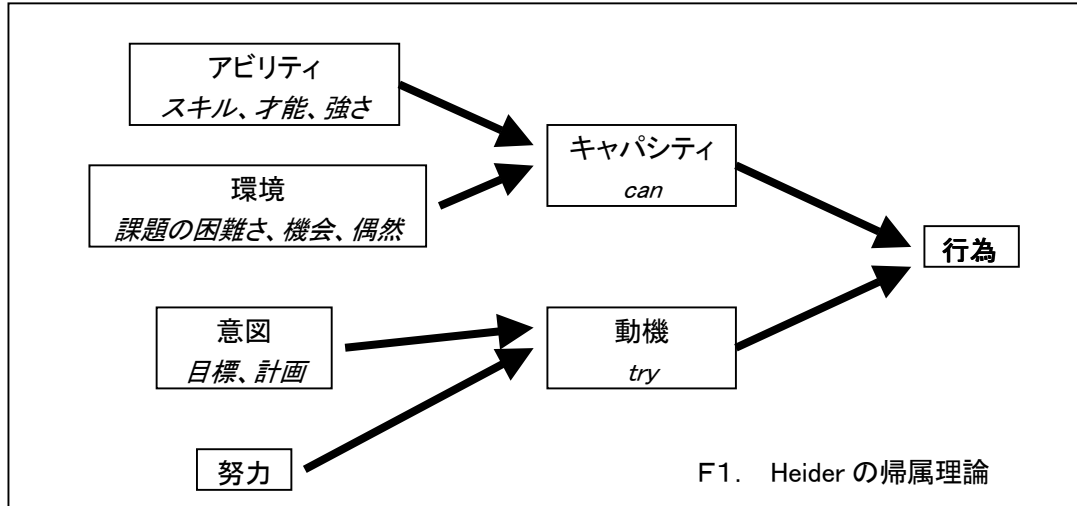 アビリティ
スキル、才能、強さ
環境
課題の困難さ、機会、偶然
キャパシティ
can
行為
意図
目標、計画
動機
try
努力
F1. Heider の帰属理論